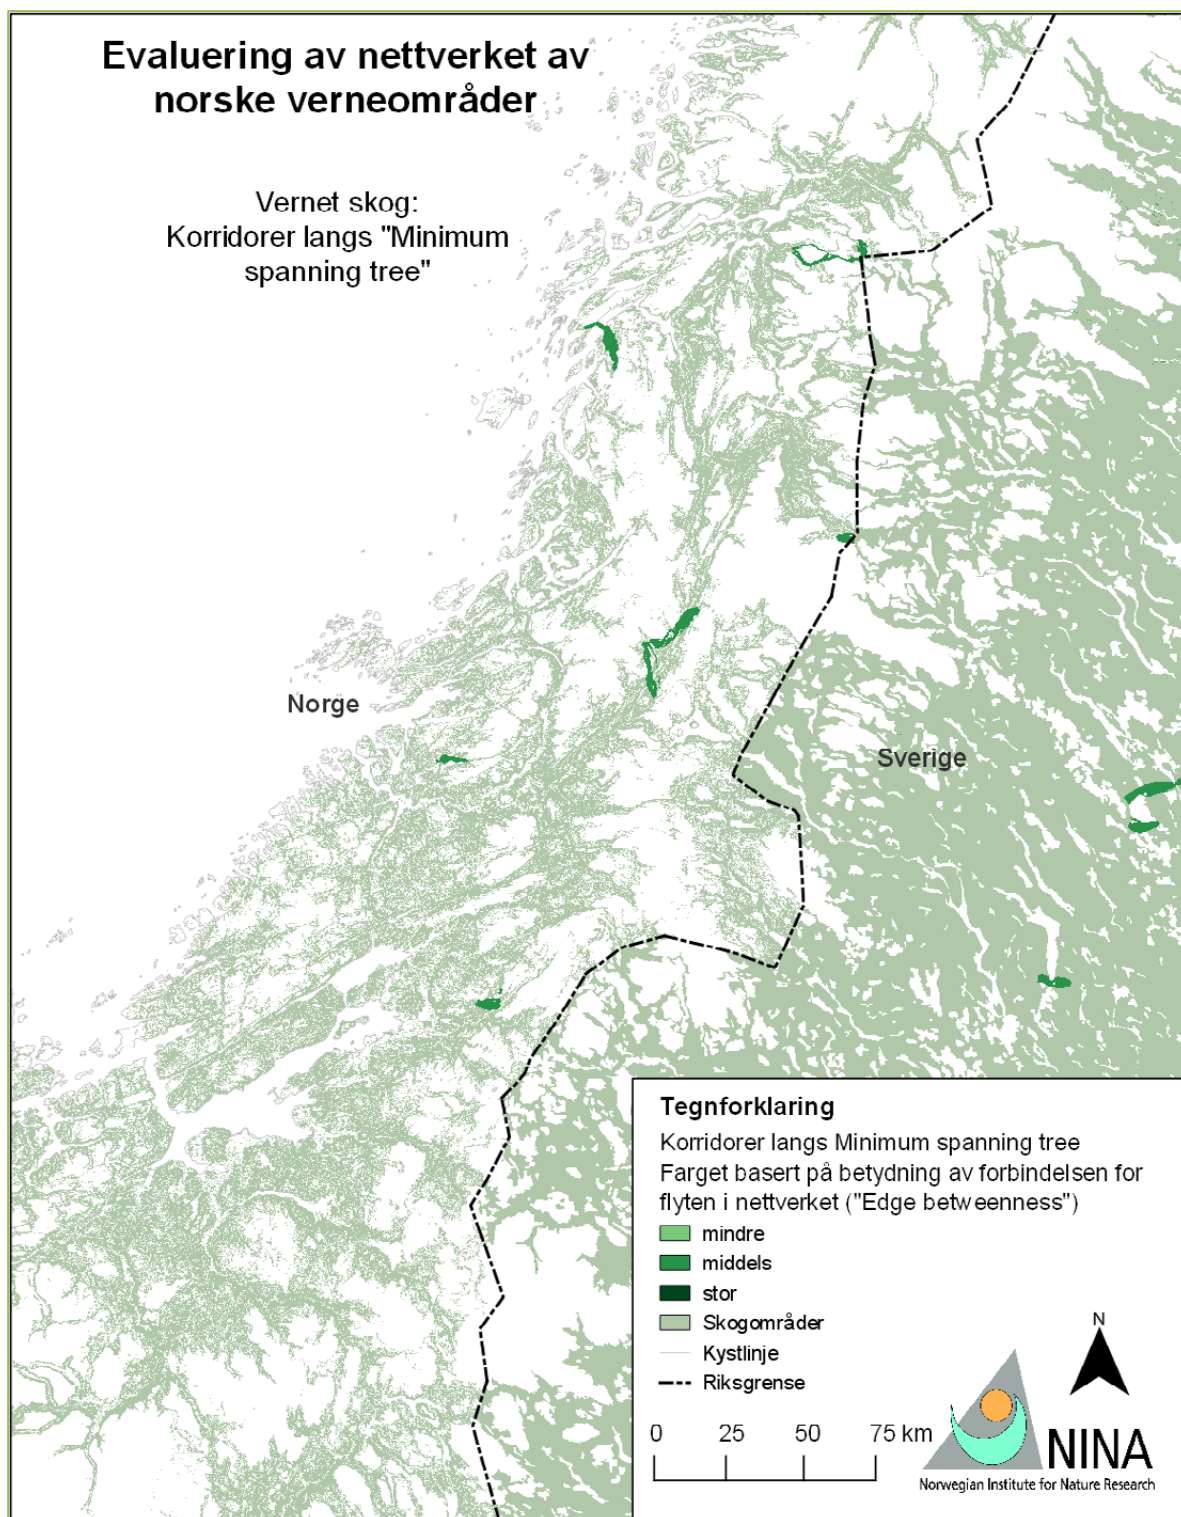 Evaluering av nettverket av
norske verneområder
Vernet skog:
Korridorer langs "Minimum
spanning tree"
Norge
Sverige
Tegnforklaring
Korridorer langs Minimum spanning tree
Farget basert på betydning av forbindelsen for
flyten i nettverket ("Edge betweenness")
mindre
middels
stor
Skogområder
Kystlinje
Riksgrense
0 25 50 75 km
N
NINA
Norwegian Institute for Nature Research